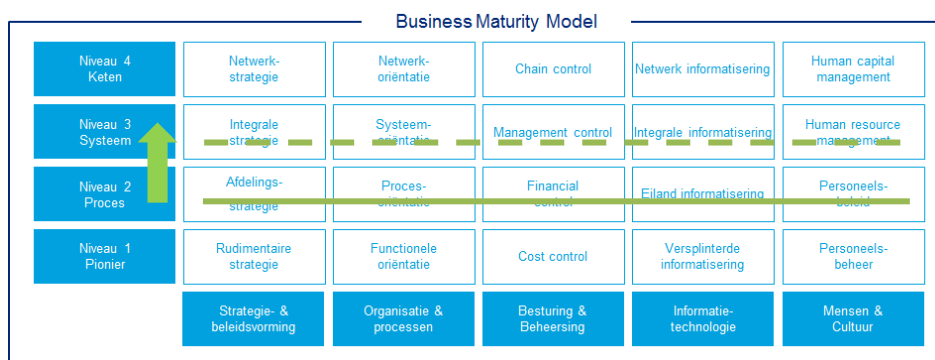 Business Maturity Model
Niveau 4
Keten
Netwerk-
strategie
Netwerk-
oriëntatie
Chain control
Netwerk informatisering
Human capital
management
Niveau 3
Systeem
Integrale
strategie
Systeem-
oriëntatie
Management control
Integrale informatisering
Human resource
management
Niveau 2
Proces
Afdelings-
strategie
Proces-
oriëntatie
Financial
control
Eiland informatisering
Personeels-
beleid
Niveau 1
Pionier
Rudimentaire
strategie
Functionele
oriëntatie
Cost control
Versplinterde
informatisering
Personeels-
beheer
Strategie- &
beleidsvorming
Organisatie &
processen
Besturing &
Beheersing
Informatie-
technologie
Mensen &
Cultuur